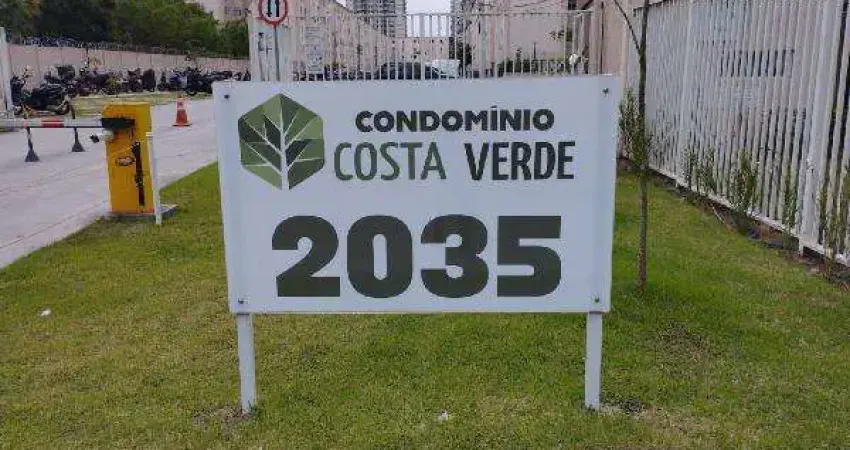 CONDOMÍNIO
COSTA VERDE
2035